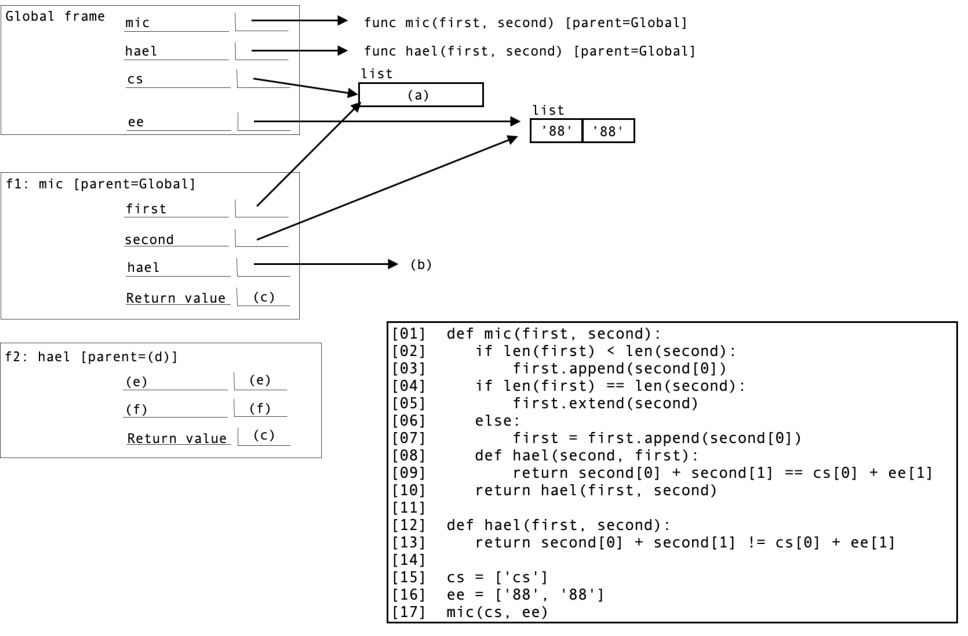 Global frame
mic
func mic(first, second) [parent=Global]
hael
func hael(first, second) [parent=Global]
cs
list
(a)
ee
list
'88' '88'
f1: mic [parent=Global]
first
second
hael
(b)
Return value (c)
f2: hael [parent=(d)]
(e) (e)
(f) (f)
Return value (c)
[01] def mic(first, second):
[02] if len(first) < len(second):
[03] first.append(second[0])
[04] if len(first) == len(second):
[05] first.extend(second)
[06] else:
[07] first = first.append(second[0])
[08] def hael(second, first):
[09] return second[0] + second[1] == cs[0] + ee[1]
[10] return hael(first, second)
[11]
[12] def hael(first, second):
[13] return second[0] + second[1] != cs[0] + ee[1]
[14]
[15] cs = ['cs']
[16] ee = ['88', '88']
[17] mic(cs, ee)